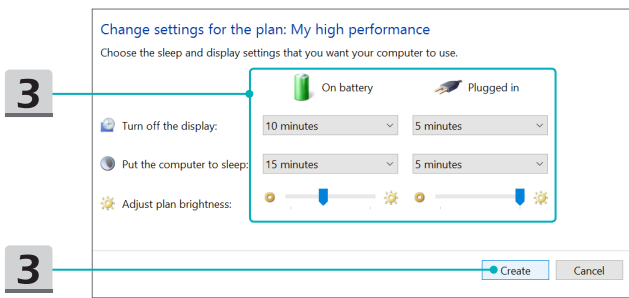 Change settings for the plan: My high performance
Choose the sleep and display settings that you want your computer to use.
3
On battery Plugged in
Turn off the display: 10 minutes 5 minutes
Put the computer to sleep: 15 minutes 5 minutes
Adjust plan brightness:
3
Create Cancel